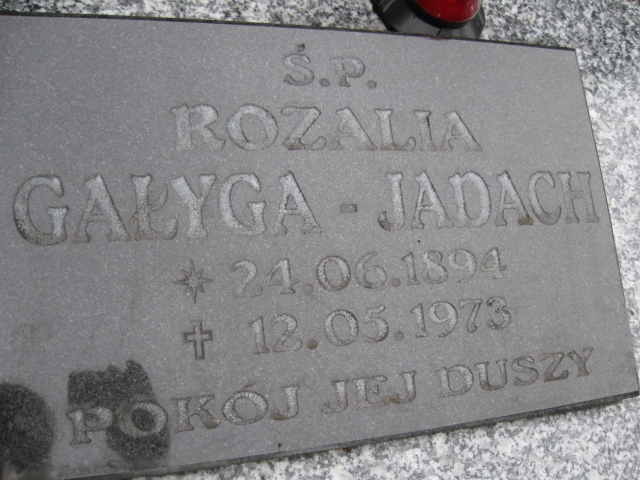 Ś.P.
ROZALIA
GAŁYGA - JADACH
* 24.06.1894
✝ 12.05.1973
POKÓJ JEJ DUSZY